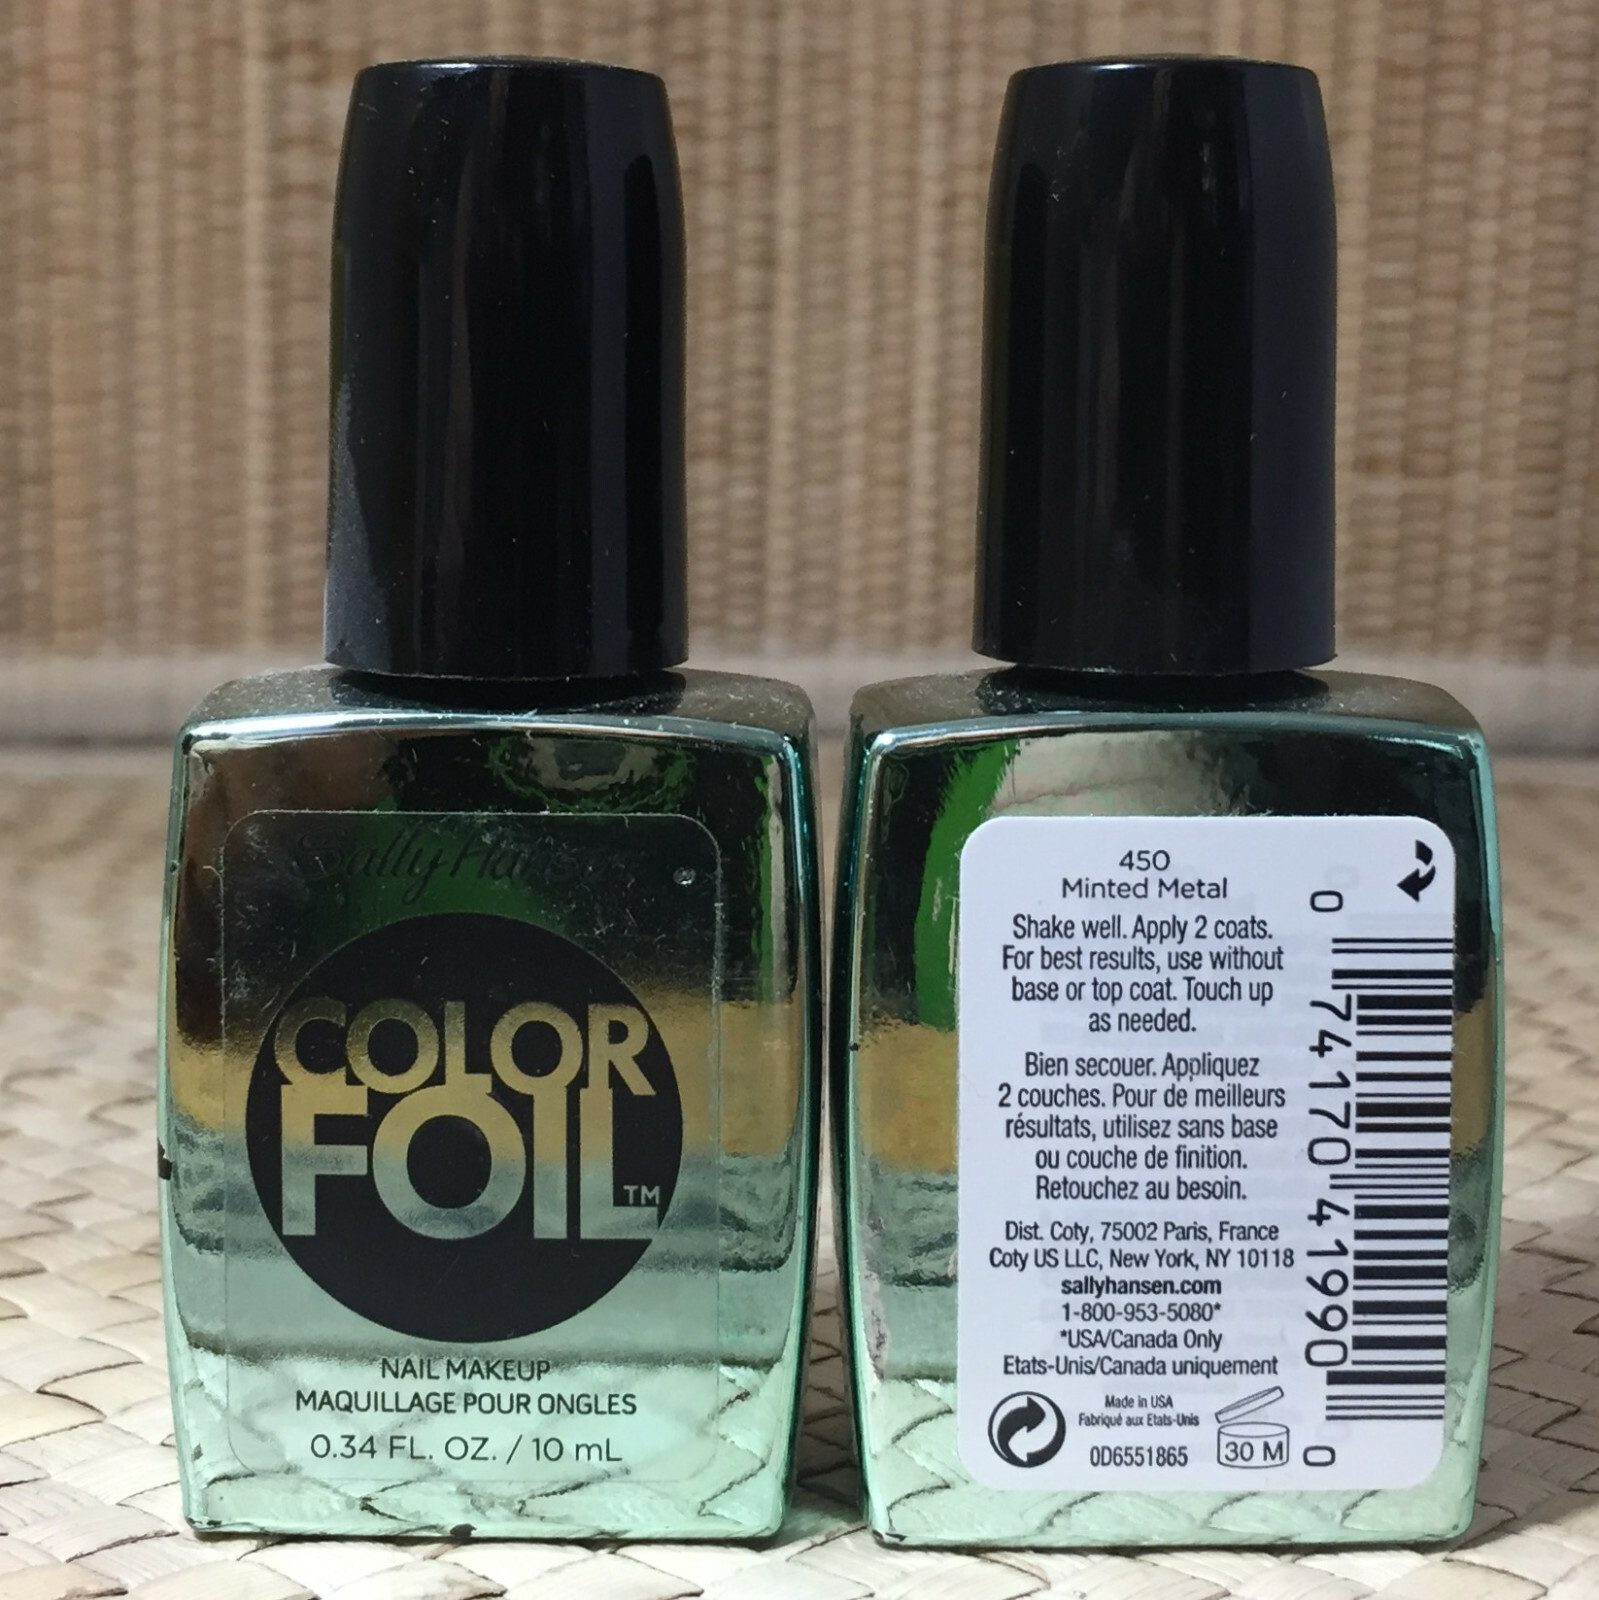 Sally Hansen
COLOR
FOIL™
NAIL MAKEUP
MAQUILLAGE POUR ONGLES
0.34 FL. OZ. / 10 mL
450
Minted Metal
Shake well. Apply 2 coats.
For best results, use without
base or top coat. Touch up
as needed.
Bien secouer. Appliquez
2 couches. Pour de meilleurs
résultats, utilisez sans base
ou couche de finition.
Retouchez au besoin.
Dist. Coty, 75002 Paris, France
Coty US LLC, New York, NY 10118
sallyhansen.com
1-800-953-5080*
*USA/Canada Only
Etats-Unis/Canada uniquement
Made in USA
Fabriqué aux Etats-Unis
0D6551865
30 M
0 74170 41990 0